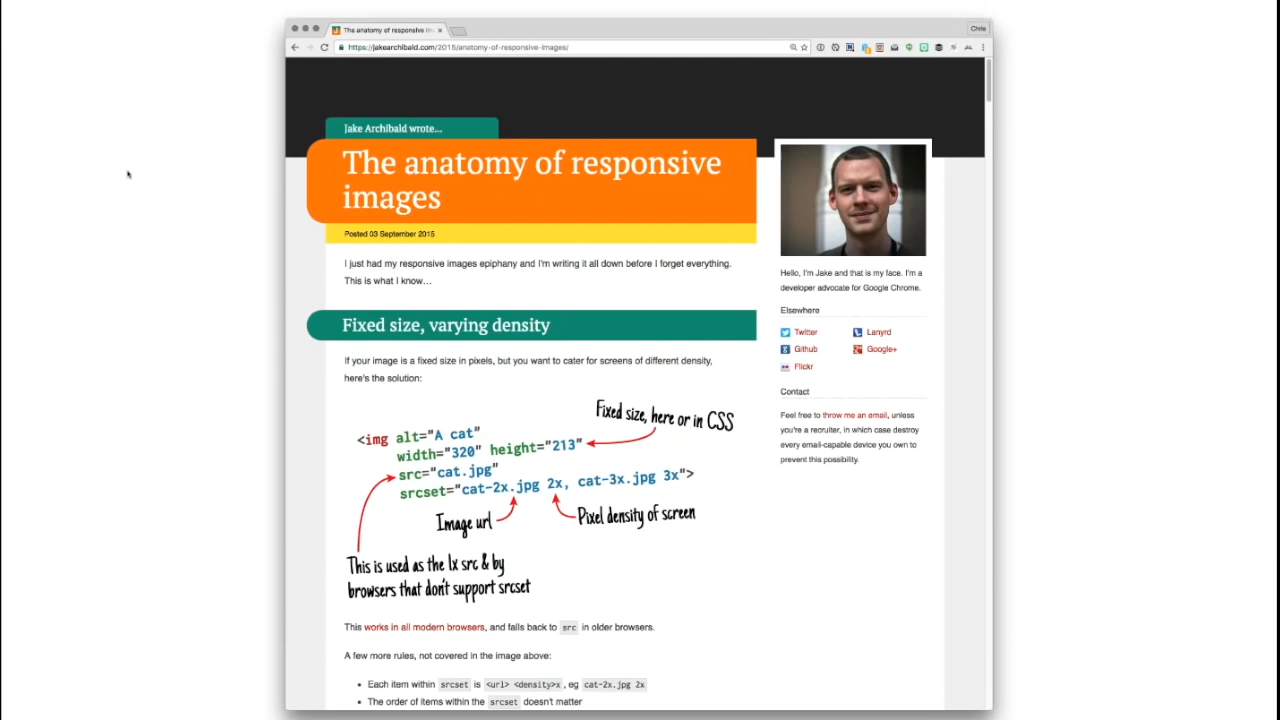 The anatomy of responsive im
Chris
https://jakearchibald.com/2015/anatomy-of-responsive-images/
Jake Archibald wrote...
The anatomy of responsive
images
Posted 03 September 2015
I just had my responsive images epiphany and I'm writing it all down before I forget everything.
This is what I know…
Fixed size, varying density
If your image is a fixed size in pixels, but you want to cater for screens of different density,
here's the solution:
Fixed size, here or in CSS
<img alt="A cat"
width="320" height="213"
src="cat.jpg"
srcset="cat-2x.jpg 2x, cat-3x.jpg 3x">
Image url
Pixel density of screen
This is used as the 1x src & by
browsers that don't support srcset
This works in all modern browsers, and falls back to src in older browsers.
A few more rules, not covered in the image above:
• Each item within srcset is <url> <density>x, eg cat-2x.jpg 2x
• The order of items within the srcset doesn't matter
Hello, I'm Jake and that is my face. I'm a
developer advocate for Google Chrome.
Elsewhere
Twitter
Lanyrd
Github
Google+
Flickr
Contact
Feel free to throw me an email, unless
you're a recruiter, in which case destroy
every email-capable device you own to
prevent this possibility.